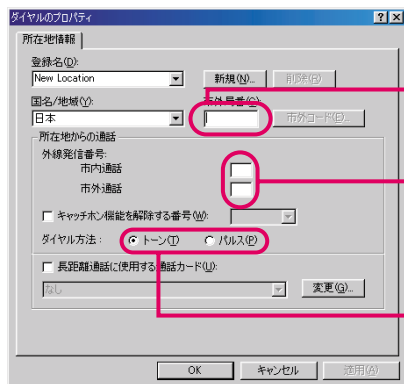 ダイヤルのプロパティ
所在地情報
登録名(D):
New Location 新規(N)... 削除(R)
国名/地域(Y): 市外局番(C):
日本 市外コード(E)...
所在地からの通話
外線発信番号:
市内通話
市外通話
キャッチホン機能を解除する番号(W):
ダイヤル方法: トーン(T) パルス(P)
長距離通話に使用する通話カード(U):
なし 変更(G)...
OK キャンセル 適用(A)